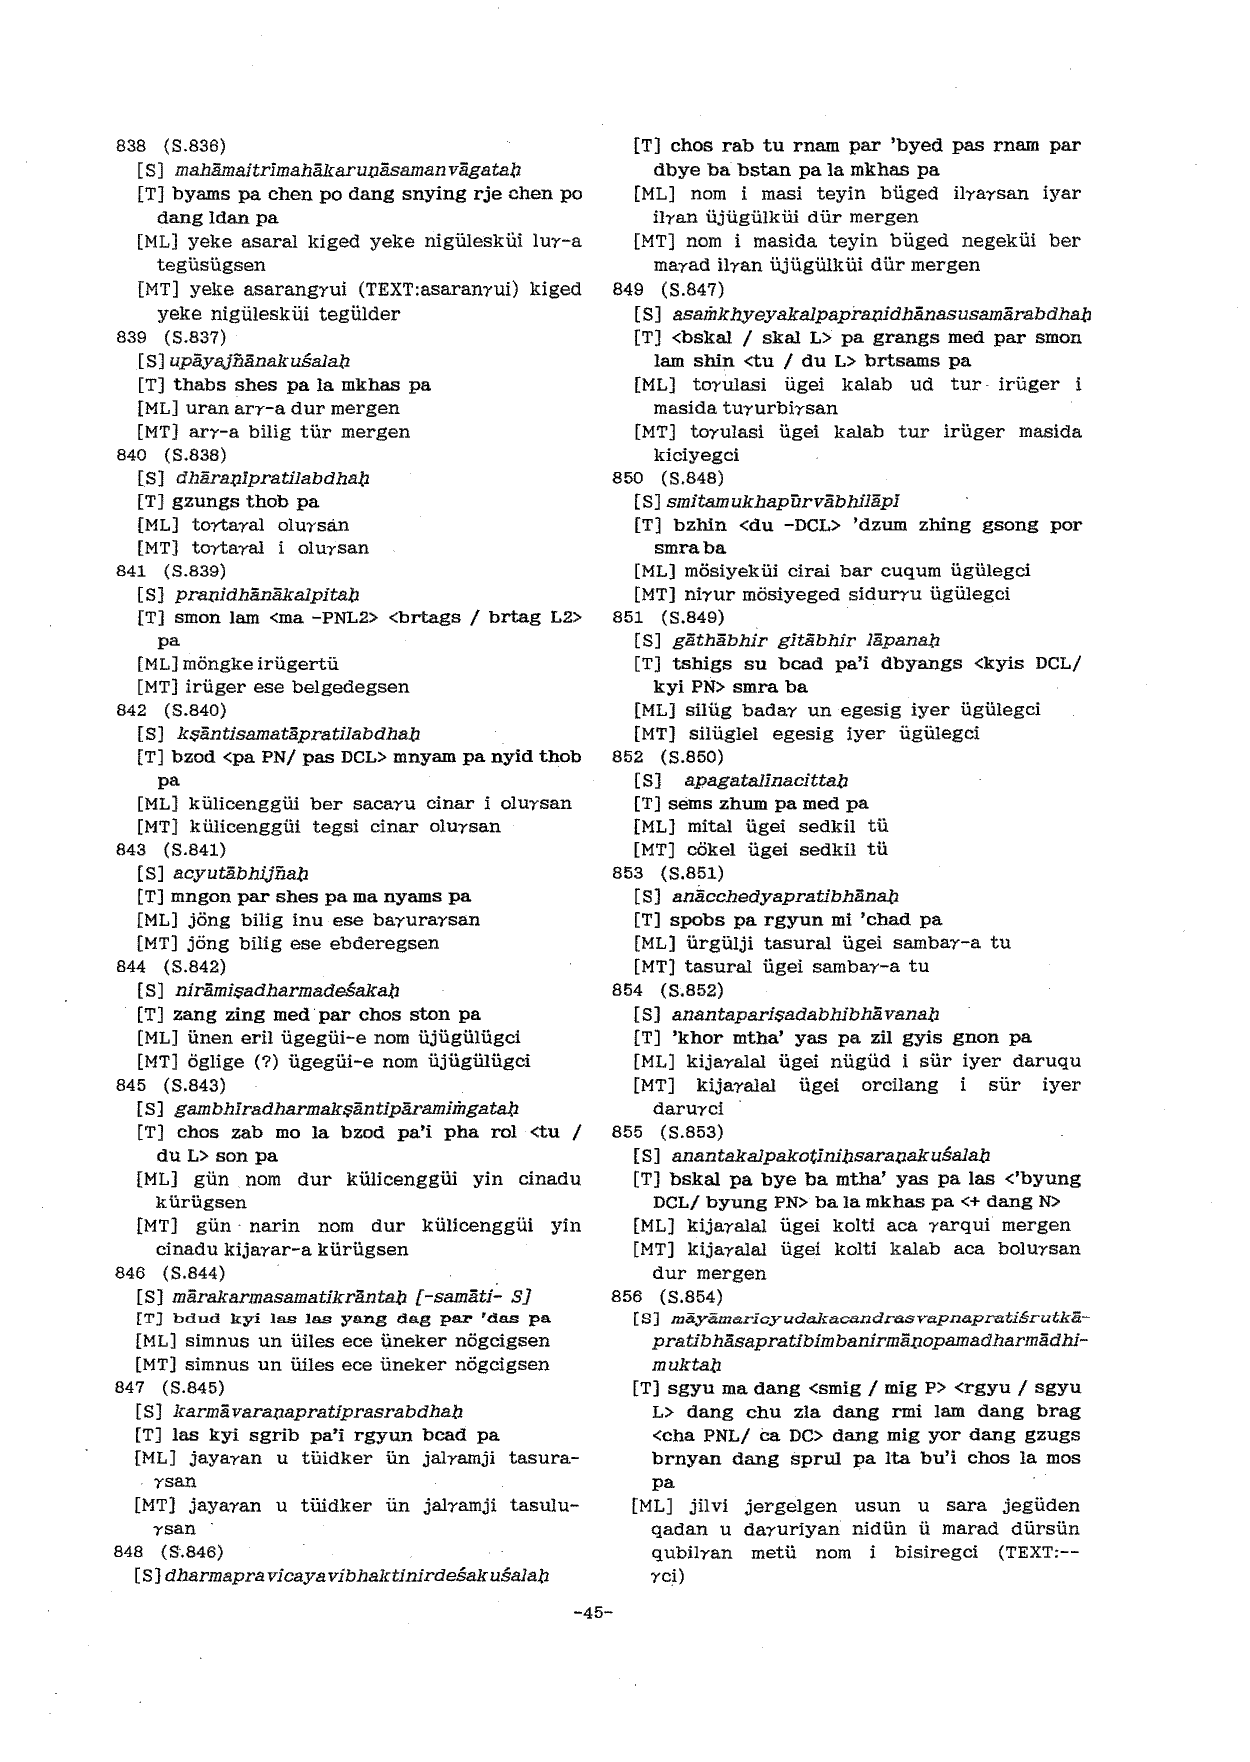 838 (S.836)
[S] mahāmaitrīmahākaruṇāsamanvāgataḥ
[T] byams pa chen po dang snying rje chen po
dang ldan pa
[ML] yeke asaral kiged yeke nigülesküi luγ-a
tegüsügsen
[MT] yeke asarangγui (TEXT:asaranγui) kiged
yeke nigülesküi tegülder
839 (S.837)
[S] upāyajñānakuśalaḥ
[T] thabs shes pa la mkhas pa
[ML] uran arγ-a dur mergen
[MT] arγ-a bilig tür mergen
840 (S.838)
[S] dhāraṇīpratilabdhaḥ
[T] gzungs thob pa
[ML] toγtaγal oluγsan
[MT] toγtaγal i oluγsan
841 (S.839)
[S] praṇidhānākalpitaḥ
[T] smon lam <ma -PNL2> <brtags / brtag L2>
pa
[ML] möngke irügertü
[MT] irüger ese belgedegsen
842 (S.840)
[S] kṣāntisamatāpratilabdhaḥ
[T] bzod <pa PN/ pas DCL> mnyam pa nyid thob
pa
[ML] külicenggüi ber sacaγu cinar i oluγsan
[MT] külicenggüi tegsi cinar oluγsan
843 (S.841)
[S] acyutābhijñaḥ
[T] mngon par shes pa ma nyams pa
[ML] jöng bilig inu ese baγuraγsan
[MT] jöng bilig ese ebderegsen
844 (S.842)
[S] nirāmiṣadharmadeśakaḥ
[T] zang zing med par chos ston pa
[ML] ünen eril ügegüi-e nom üjügülügci
[MT] öglige (?) ügegüi-e nom üjügülügci
845 (S.843)
[S] gambhīradharmakṣāntipāramiṁgataḥ
[T] chos zab mo la bzod pa'i pha rol <tu /
du L> son pa
[ML] gün nom dur külicenggüi yin cinadu
kürügsen
[MT] gün narin nom dur külicenggüi yin
cinadu kijaγar-a kürügsen
846 (S.844)
[S] mārakarmasamatikrāntaḥ [-samāti- S]
[T] bdud kyi las las yang dag par 'das pa
[ML] simnus un üiles ece üneker nögcigsen
[MT] simnus un üiles ece üneker nögcigsen
847 (S.845)
[S] karmāvaraṇapratiprasrabdhaḥ
[T] las kyi sgrib pa'i rgyun bcad pa
[ML] jayaγan u tüidker ün jalγamji tasura-
γsan
[MT] jayaγan u tüidker ün jalγamji tasulu-
γsan
848 (S.846)
[S] dharmapravicayavibhaktinirdeśakuśalaḥ
[T] chos rab tu rnam par 'byed pas rnam par
dbye ba bstan pa la mkhas pa
[ML] nom i masi teyin büged ilγaγsan iyar
ilγan üjügülküi dür mergen
[MT] nom i masida teyin büged negeküi ber
maγad ilγan üjügülküi dür mergen
849 (S.847)
[S] asaṁkhyeyakalpapraṇidhānasusamārabdhaḥ
[T] <bskal / skal L> pa grangs med par smon
lam shin <tu / du L> brtsams pa
[ML] toγulasi ügei kalab ud tur irüger i
masida tuγurbiγsan
[MT] toγulasi ügei kalab tur irüger masida
kiciyegci
850 (S.848)
[S] smitamukhapūrvābhilāpī
[T] bzhin <du -DCL> 'dzum zhing gsong por
smra ba
[ML] mösiyeküi cirai bar cuqum ügülegci
[MT] niγur mösiyeged sidurγu ügülegci
851 (S.849)
[S] gāthābhir gītābhir lāpanaḥ
[T] tshigs su bcad pa'i dbyangs <kyis DCL/
kyi PN> smra ba
[ML] silüg badaγ un egesig iyer ügülegci
[MT] silüglel egesig iyer ügülegci
852 (S.850)
[S] apagatalīnacittaḥ
[T] sems zhum pa med pa
[ML] mital ügei sedkil tü
[MT] cökel ügei sedkil tü
853 (S.851)
[S] anācchedyapratibhānaḥ
[T] spobs pa rgyun mi 'chad pa
[ML] ürgülji tasural ügei sambaγ-a tu
[MT] tasural ügei sambaγ-a tu
854 (S.852)
[S] anantapariṣadabhibhāvanaḥ
[T] 'khor mtha' yas pa zil gyis gnon pa
[ML] kijaγalal ügei nügüd i sür iyer daruqu
[MT] kijaγalal ügei orcilang i sür iyer
daruγci
855 (S.853)
[S] anantakalpakoṭiniḥsaraṇakuśalaḥ
[T] bskal pa bye ba mtha' yas pa las <'byung
DCL/ byung PN> ba la mkhas pa <+ dang N>
[ML] kijaγalal ügei kolti aca γarqui mergen
[MT] kijaγalal ügei kolti kalab aca boluγsan
dur mergen
856 (S.854)
[S] māyāmarīcyudakacandrasvapnapratiśrutkā-
pratibhāsapratibimbanirmāṇopamadharmādhi-
muktaḥ
[T] sgyu ma dang <smig / mig P> <rgyu / sgyu
L> dang chu zla dang rmi lam dang brag
<cha PNL/ ca DC> dang mig yor dang gzugs
brnyan dang sprul pa lta bu'i chos la mos
pa
[ML] jilvi jergelgen usun u sara jegüden
qadan u daγuriyan nidün ü marad dürsün
qubilγan metü nom i bisiregci (TEXT:--
γci)
-45-